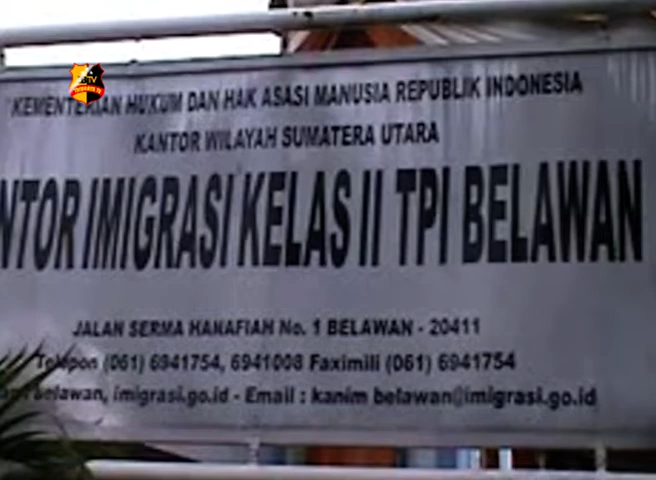 TV
KEMENTERIAN HUKUM DAN HAK ASASI MANUSIA REPUBLIK INDONESIA
KANTOR WILAYAH SUMATERA UTARA
NTOR IMIGRASI KELAS II TPI BELAWAN
JALAN SERMA HANAFIAH No. 1 BELAWAN - 20411
Telepon (061) 6941754, 6941008 Faximili (061) 6941754
belawan, imigrasi.go.id - Email : kanim belawan@imigrasi.go.id